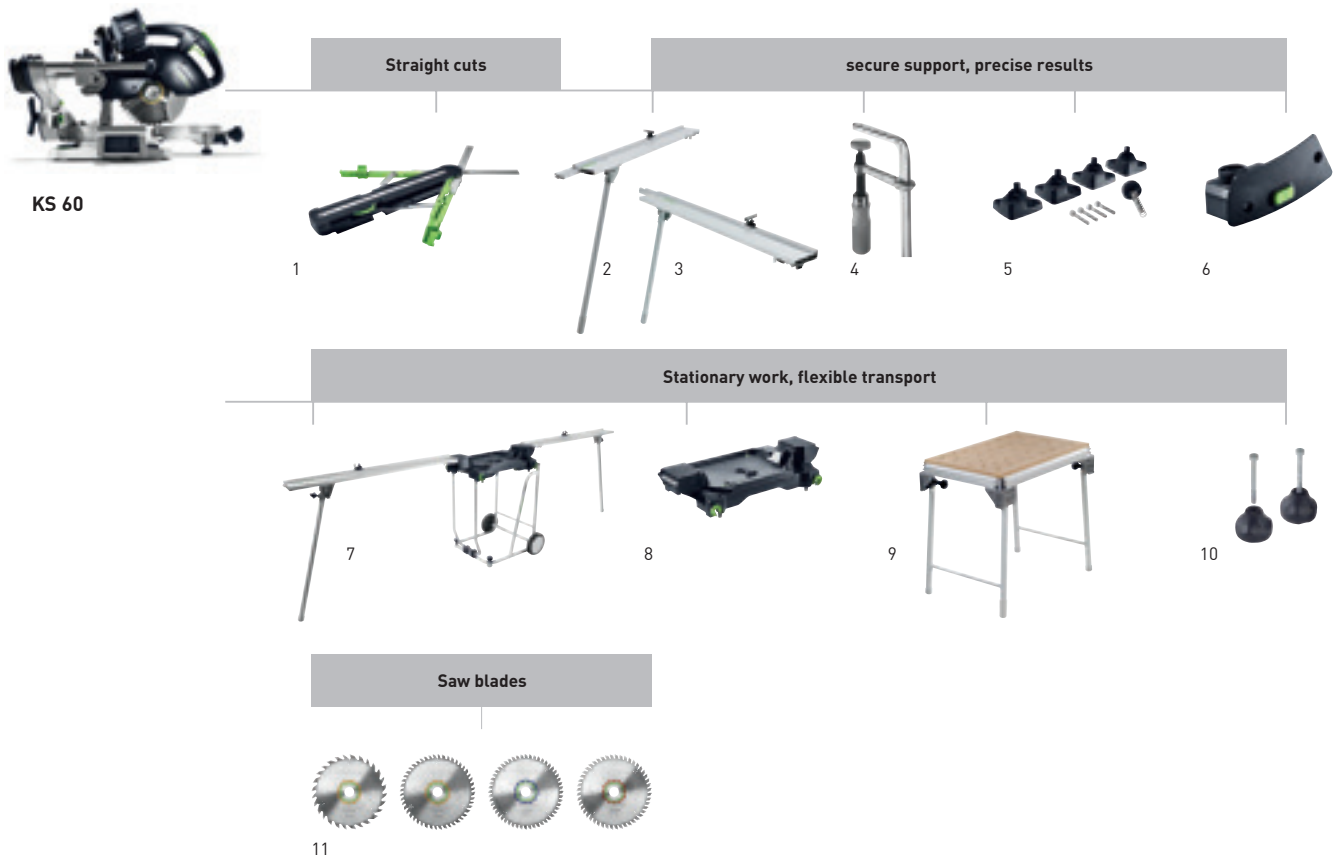 Straight cuts
secure support, precise results
KS 60
1
2
3
4
5
6
Stationary work, flexible transport
7
8
9
10
Saw blades
11